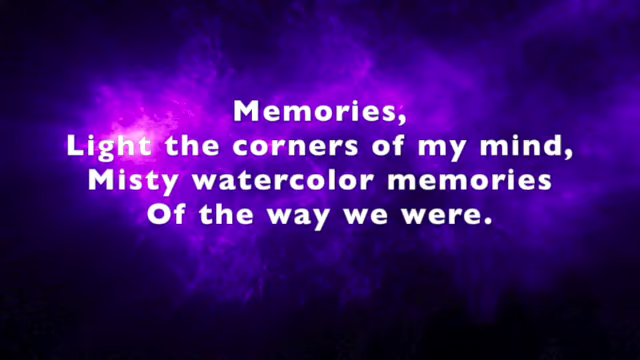 Memories,
Light the corners of my mind,
Misty watercolor memories
Of the way we were.